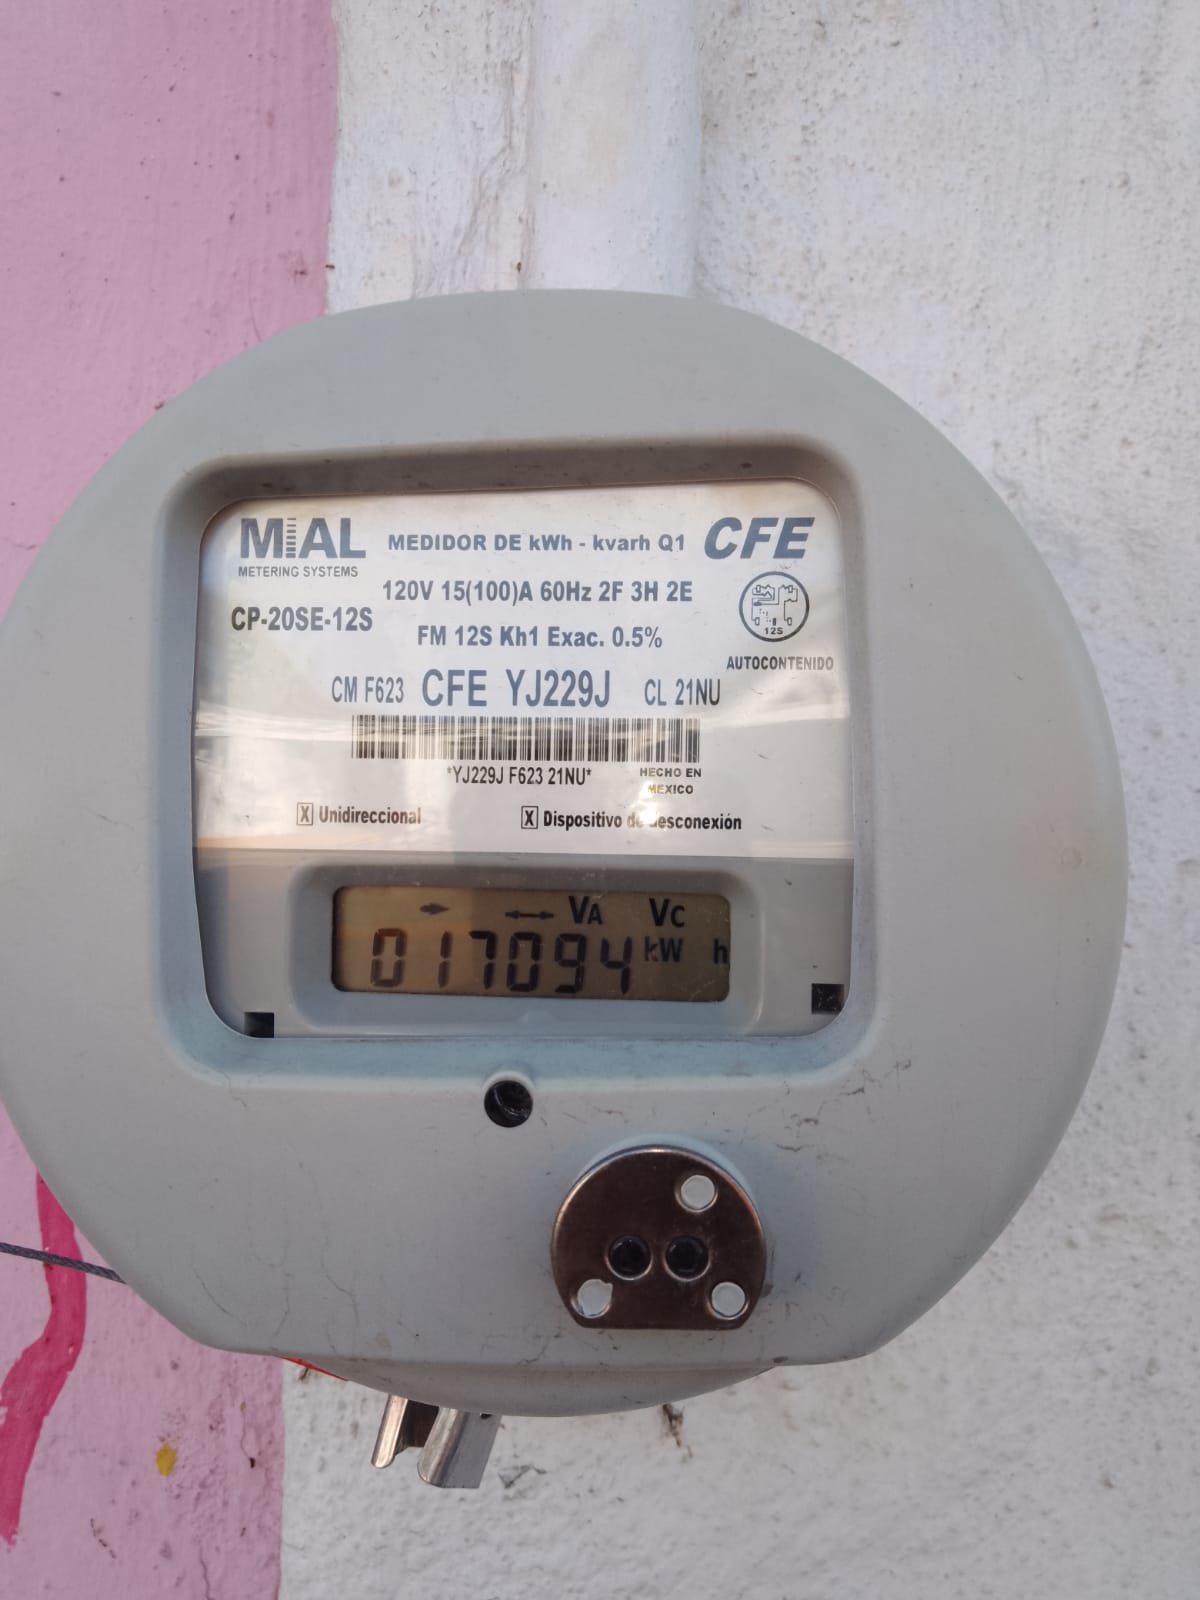 MIAL
METERING SYSTEMS
MEDIDOR DE kWh - kvarh Q1
CFE
120V 15(100)A 60Hz 2F 3H 2E
CP-20SE-12S
FM 12S Kh1 Exac. 0.5%
12S
AUTOCONTENIDO
CM F623 CFE YJ229J CL 21NU
*YJ229J F623 21NU*
HECHO EN
MEXICO
X Unidireccional
X Dispositivo de desconexión
VA VC
017094 kW h